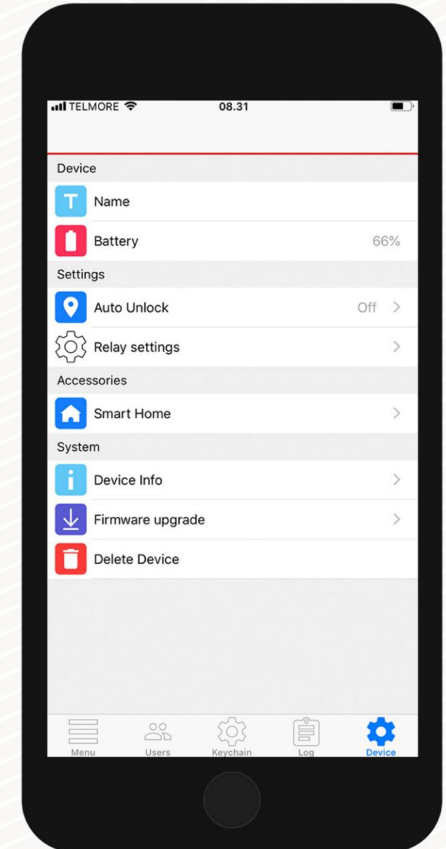 TELMORE 08.31
Device
T Name
Battery 66%
Settings
Auto Unlock Off
Relay settings
Accessories
Smart Home
System
i Device Info
Firmware upgrade
Delete Device
Menu Users Keychain Log Device